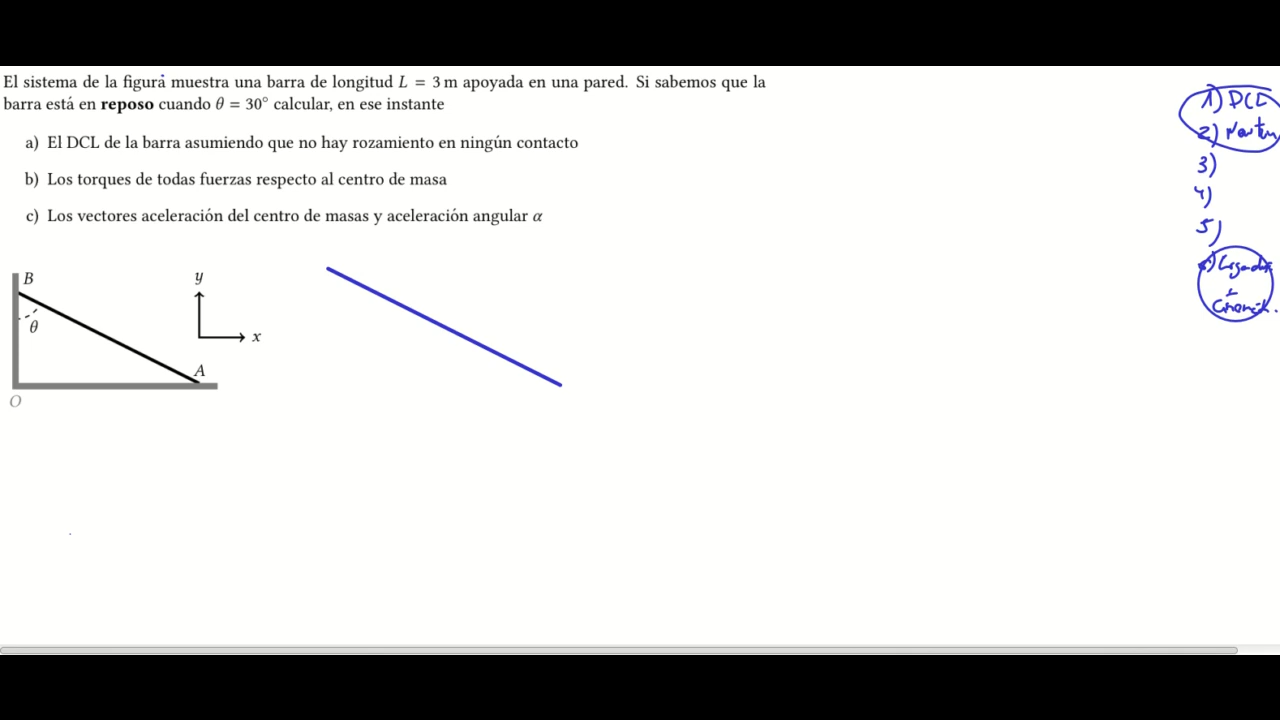 El sistema de la figura muestra una barra de longitud L = 3 m apoyada en una pared. Si sabemos que la
barra está en reposo cuando θ = 30° calcular, en ese instante
a) El DCL de la barra asumiendo que no hay rozamiento en ningún contacto
b) Los torques de todas fuerzas respecto al centro de masa
c) Los vectores aceleración del centro de masas y aceleración angular α
B
θ
A
O
y
x
1) DCL
2)
3)
4)
5)